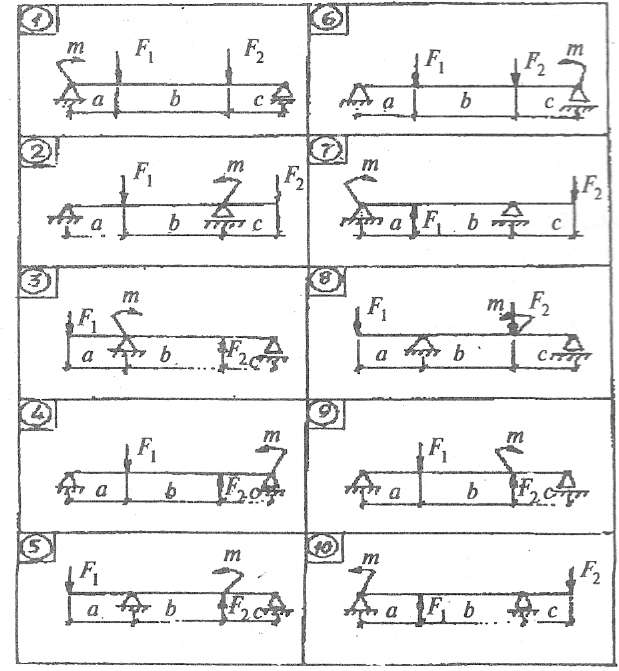 1
m F₁ F₂
a b c
6
F₁ F₂ m
a b c
2
F₁ m F₂
a b c
7
m F₂
a F₁ b c
3
F₁ m
a b F₂ c
8
F₁ m F₂
a b c
4
F₁ m
a b F₂ c
9
F₁ m
a b F₂ c
5
F₁ m
a b F₂ c
10
m F₂
a F₁ b c